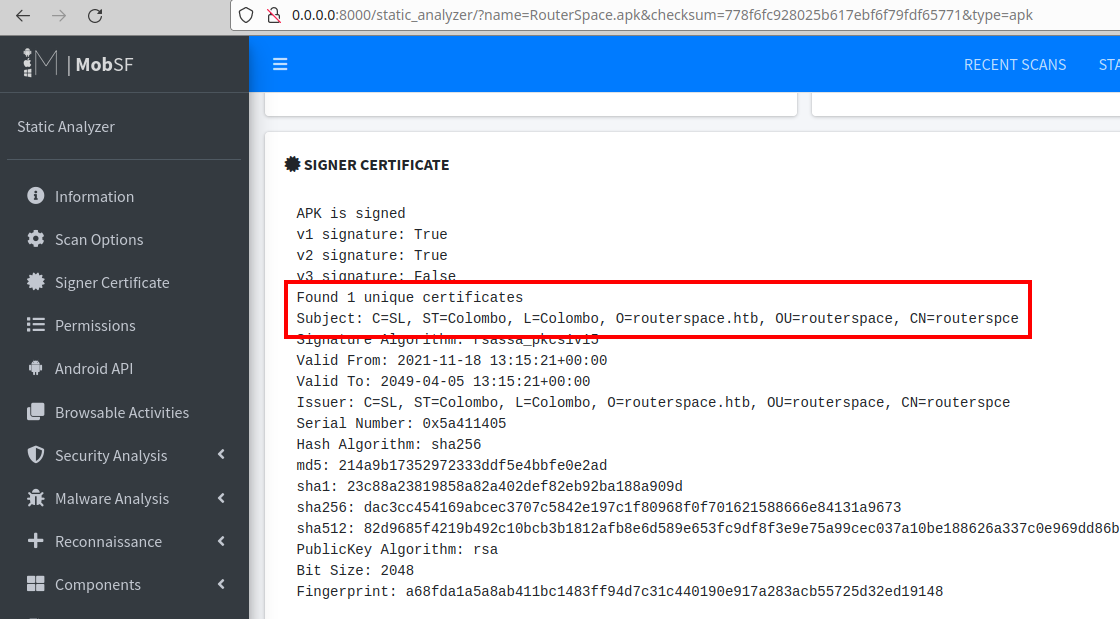 0.0.0.0:8000/static_analyzer/?name=RouterSpace.apk&checksum=778f6fc928025b617ebf6f79fdf65771&type=apk
M | MobSF
RECENT SCANS STA
Static Analyzer
Information
Scan Options
Signer Certificate
Permissions
Android API
Browsable Activities
Security Analysis
Malware Analysis
Reconnaissance
Components
SIGNER CERTIFICATE
APK is signed
v1 signature: True
v2 signature: True
v3 signature: False
Found 1 unique certificates
Subject: C=SL, ST=Colombo, L=Colombo, O=routerspace.htb, OU=routerspace, CN=routerspce
Signature Algorithm: rsassa_pkcs1v15
Valid From: 2021-11-18 13:15:21+00:00
Valid To: 2049-04-05 13:15:21+00:00
Issuer: C=SL, ST=Colombo, L=Colombo, O=routerspace.htb, OU=routerspace, CN=routerspce
Serial Number: 0x5a411405
Hash Algorithm: sha256
md5: 214a9b17352972333ddf5e4bbfe0e2ad
sha1: 23c88a23819858a82a402def82eb92ba188a909d
sha256: dac3cc454169abcec3707c5842e197c1f80968f0f701621588666e84131a9673
sha512: 82d9685f4219b492c10bcb3b1812afb8e6d589e653fc9df8f3e9e75a99cec037a10be188626a337c0e969dd86b
PublicKey Algorithm: rsa
Bit Size: 2048
Fingerprint: a68fda1a5a8ab411bc1483ff94d7c31c440190e917a283acb55725d32ed19148